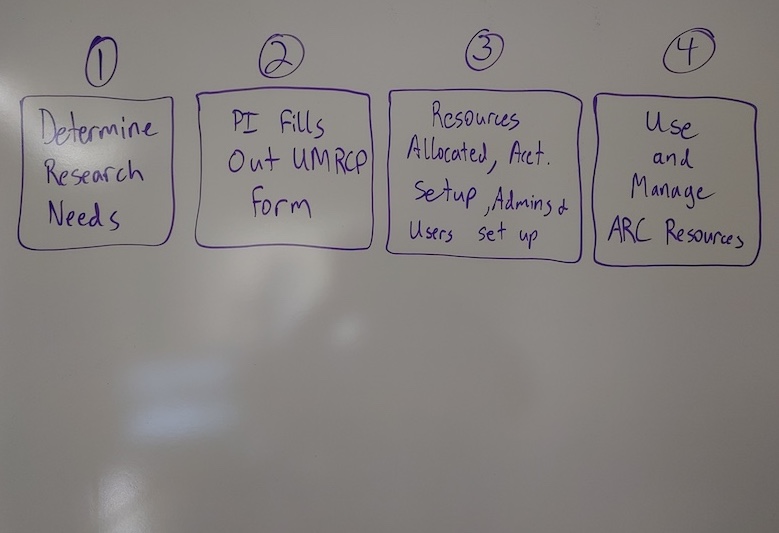 1
2
3
4
Determine
Research
Needs
PI Fills
Out UMRCP
Form
Resources
Allocated, Acct.
Setup, Admins &
Users set up
Use
and
Manage
ARC Resources